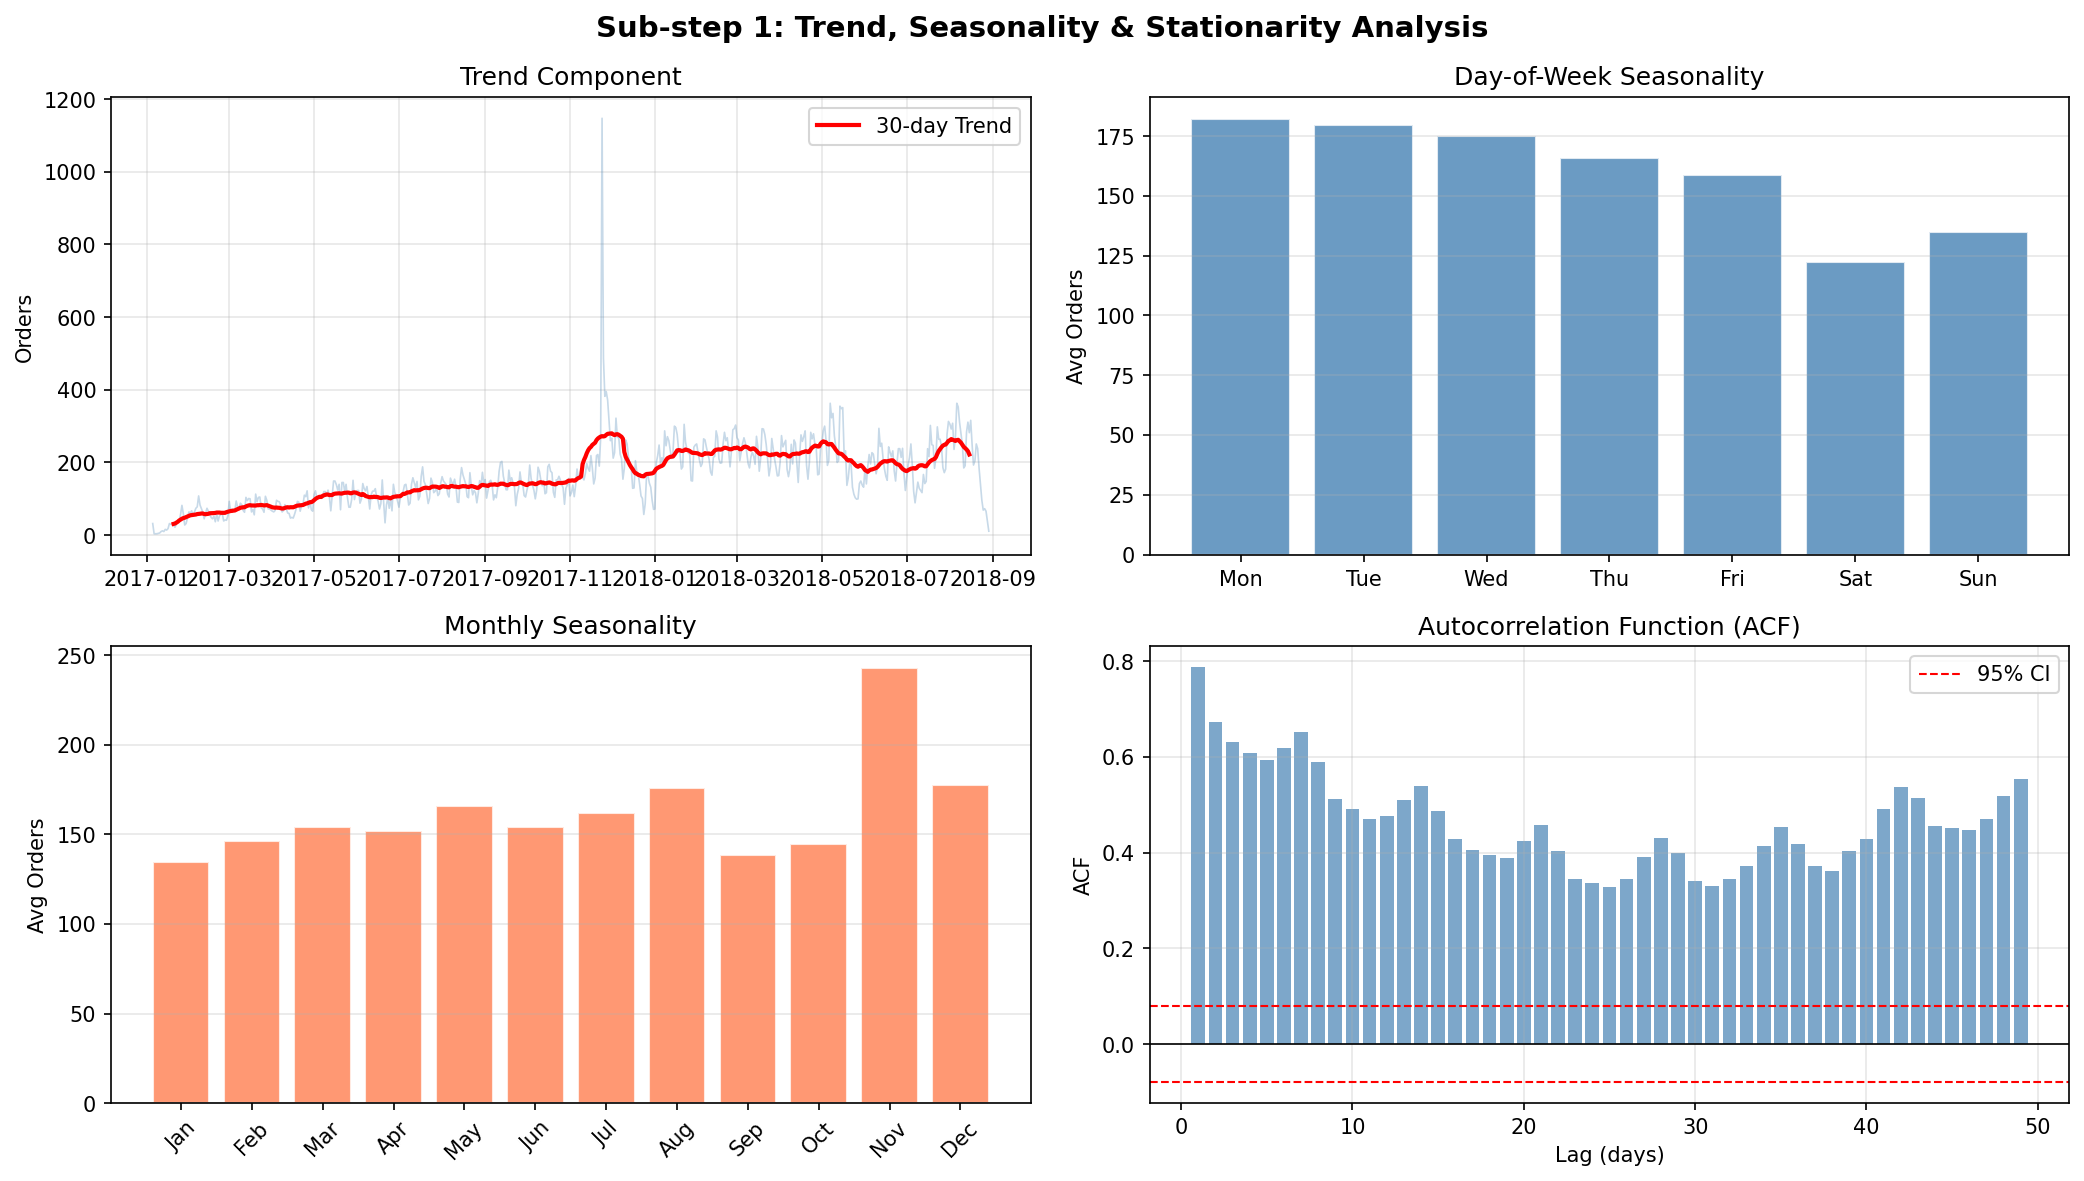 Sub-step 1: Trend, Seasonality & Stationarity Analysis
Trend Component
1200
1000
800
600
400
200
0
Orders
30-day Trend
2017-01
2017-03
2017-05
2017-07
2017-09
2017-11
2018-01
2018-03
2018-05
2018-07
2018-09
Day-of-Week Seasonality
175
150
125
100
75
50
25
0
Avg Orders
Mon
Tue
Wed
Thu
Fri
Sat
Sun
Monthly Seasonality
250
200
150
100
50
0
Avg Orders
Jan
Feb
Mar
Apr
May
Jun
Jul
Aug
Sep
Oct
Nov
Dec
Autocorrelation Function (ACF)
0.8
0.6
0.4
0.2
0.0
ACF
95% CI
0
10
20
30
40
50
Lag (days)